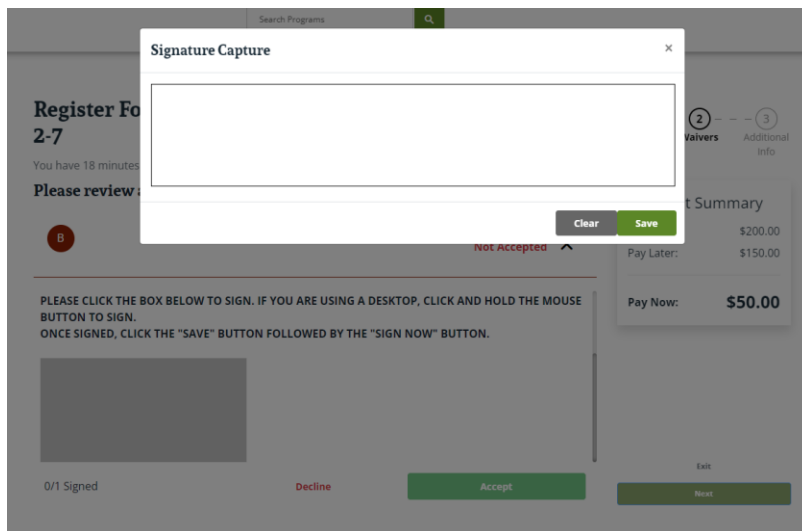 Search Programs
Signature Capture
×
Register Fo
2-7
You have 18 minutes
Please review
2
3
Waivers
Additional
Info
Clear
Save
B
Not Accepted
t Summary
$200.00
Pay Later: $150.00
Pay Now: $50.00
PLEASE CLICK THE BOX BELOW TO SIGN. IF YOU ARE USING A DESKTOP, CLICK AND HOLD THE MOUSE
BUTTON TO SIGN.
ONCE SIGNED, CLICK THE "SAVE" BUTTON FOLLOWED BY THE "SIGN NOW" BUTTON.
0/1 Signed
Decline
Accept
Exit
Next